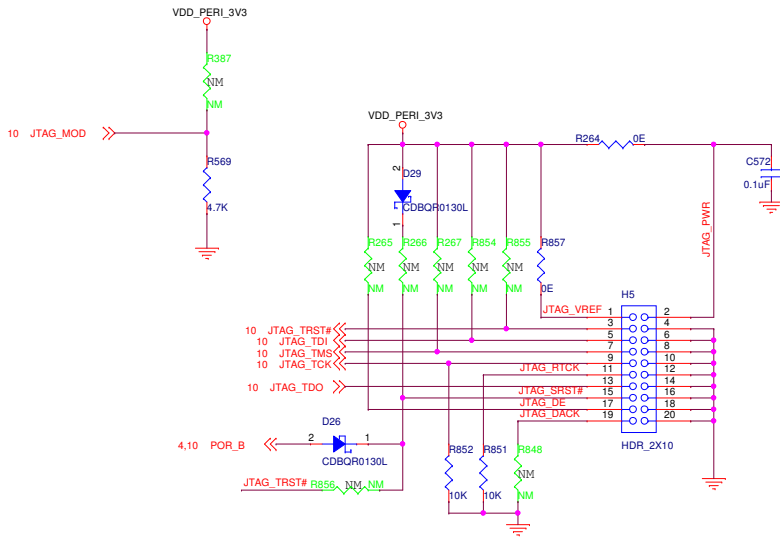 VDD_PERI_3V3
R387
NM
NM
10 JTAG_MOD
R569
4.7K
VDD_PERI_3V3
R264 0E
C572
0.1uF
JTAG_PWR
2
D29
CDBQR0130L
1
R265 R266 R267 R854 R855 R857
NM NM NM NM NM
NM NM NM NM NM 0E
H5
JTAG_VREF 1 2
10 JTAG_TRST# 3 4
10 JTAG_TDI 5 6
10 JTAG_TMS 7 8
10 JTAG_TCK 9 10
JTAG_RTCK 11 12
10 JTAG_TDO 13 14
JTAG_SRST# 15 16
JTAG_DE 17 18
JTAG_DACK 19 20
HDR_2X10
D26
4,10 POR_B 2 1
CDBQR0130L
R852 R851 R848
NM
10K 10K NM
JTAG_TRST# R856 NM NM